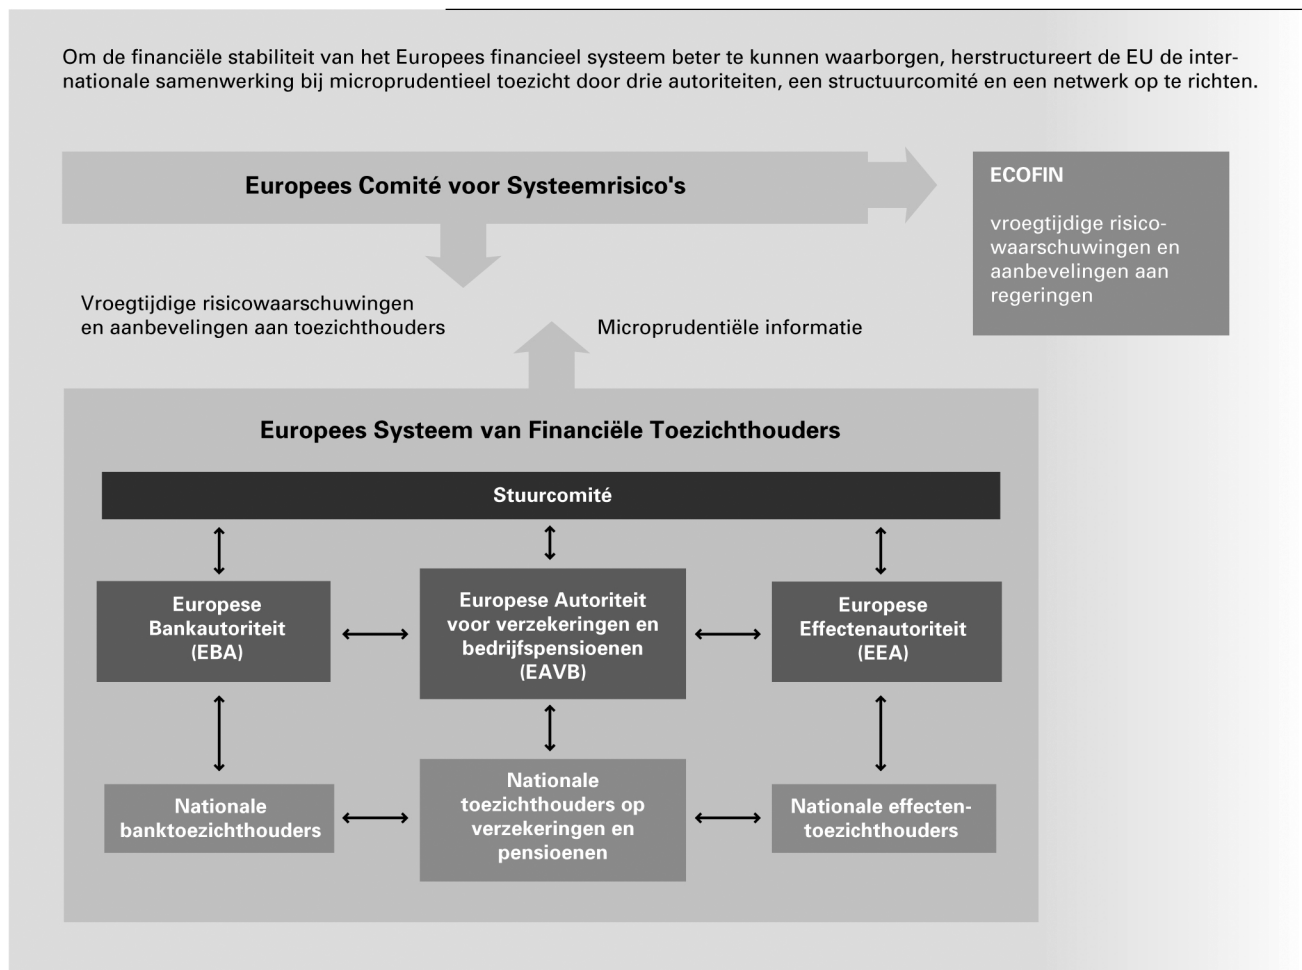 Om de financiële stabiliteit van het Europees financieel systeem beter te kunnen waarborgen, herstructureert de EU de inter-
nationale samenwerking bij microprudentieel toezicht door drie autoriteiten, een structuurcomité en een netwerk op te richten.
Europees Comité voor Systeemrisico's
ECOFIN
vroegtijdige risico-
waarschuwingen en
aanbevelingen aan
regeringen
Vroegtijdige risicowaarschuwingen
en aanbevelingen aan toezichthouders
Microprudentiële informatie
Europees Systeem van Financiële Toezichthouders
Stuurcomité
Europese
Bankautoriteit
(EBA)
Europese Autoriteit
voor verzekeringen en
bedrijfspensioenen
(EAVB)
Europese
Effectenautoriteit
(EEA)
Nationale
banktoezichthouders
Nationale
toezichthouders op
verzekeringen en
pensioenen
Nationale effecten-
toezichthouders